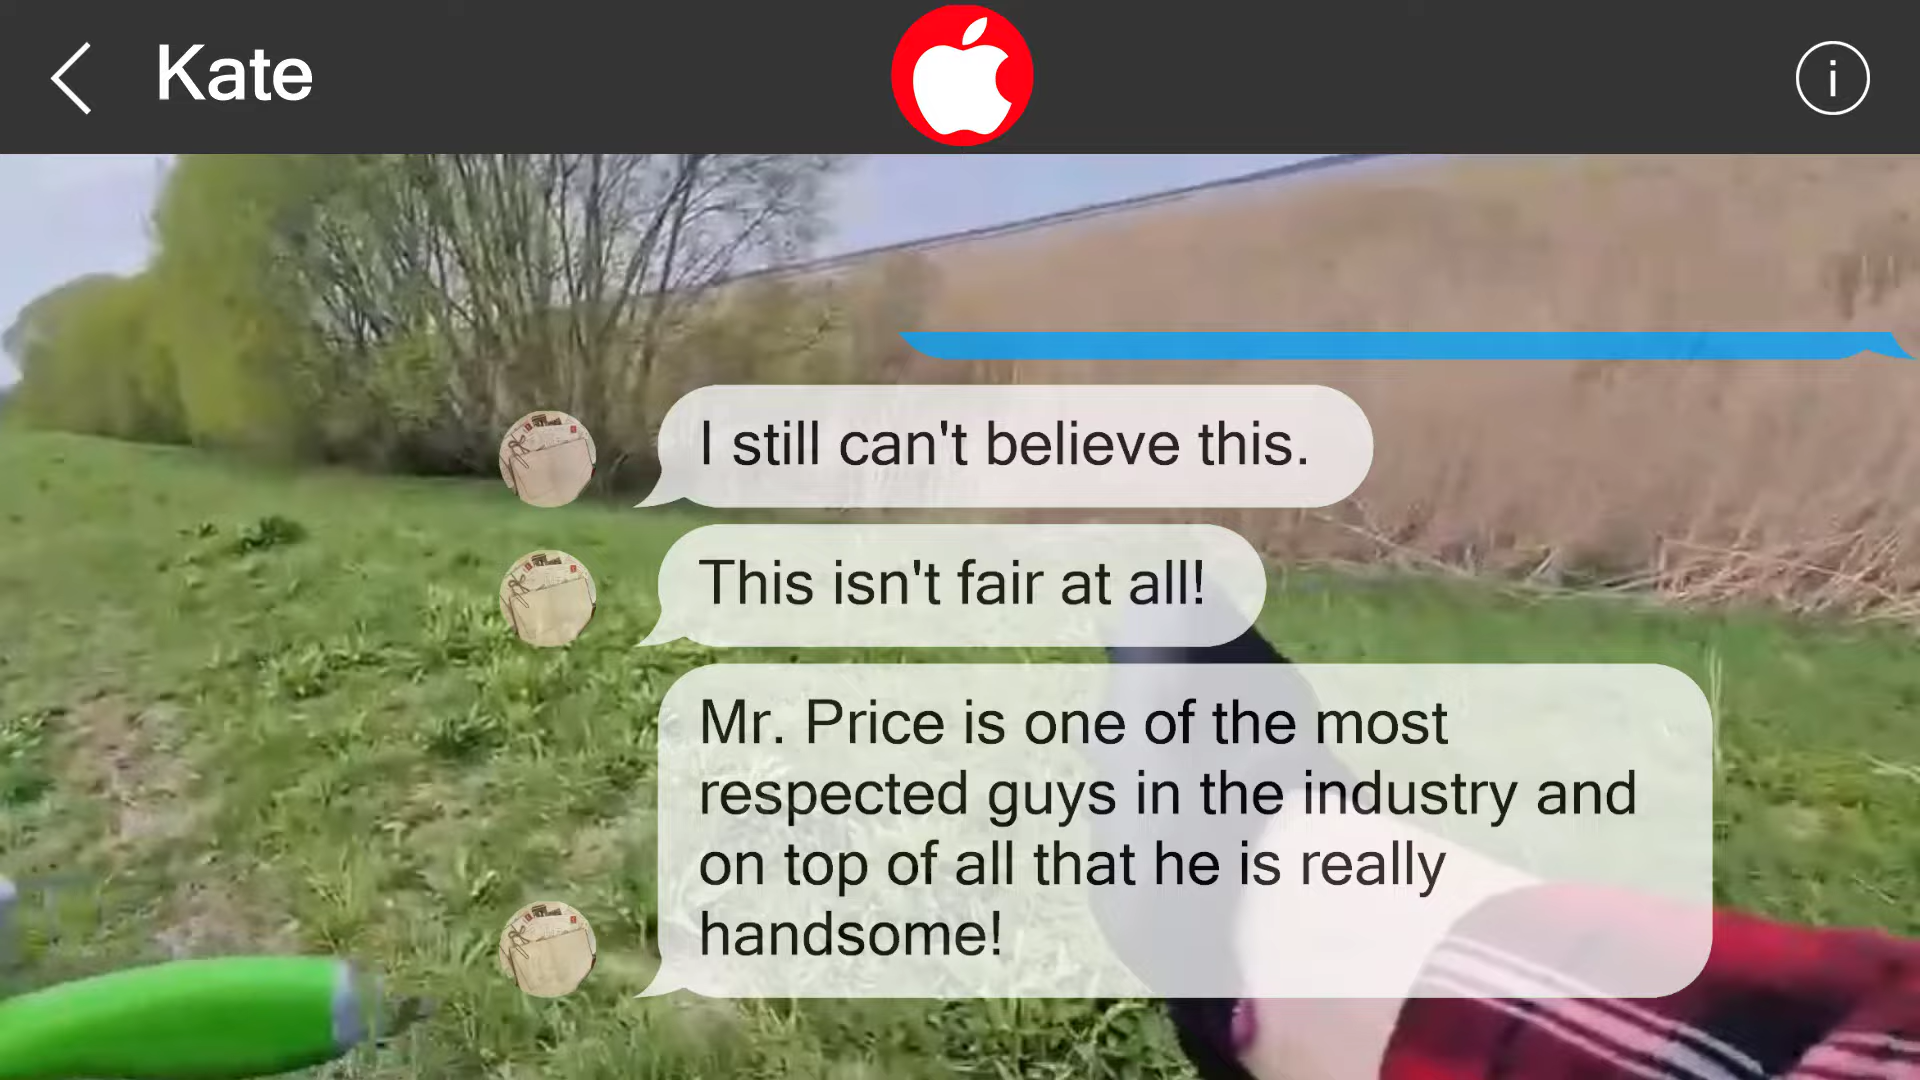 Kate
i
I still can't believe this.
This isn't fair at all!
Mr. Price is one of the most
respected guys in the industry and
on top of all that he is really
handsome!